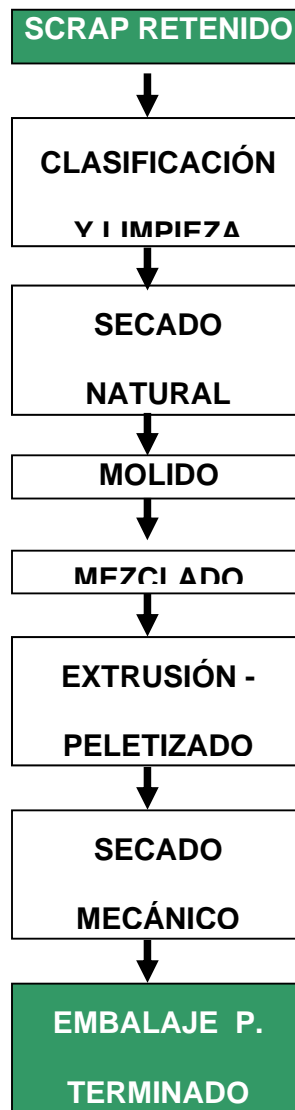 SCRAP RETENIDO
CLASIFICACIÓN
Y LIMPIEZA
SECADO
NATURAL
MOLIDO
MEZCLADO
EXTRUSIÓN -
PELETIZADO
SECADO
MECÁNICO
EMBALAJE P.
TERMINADO